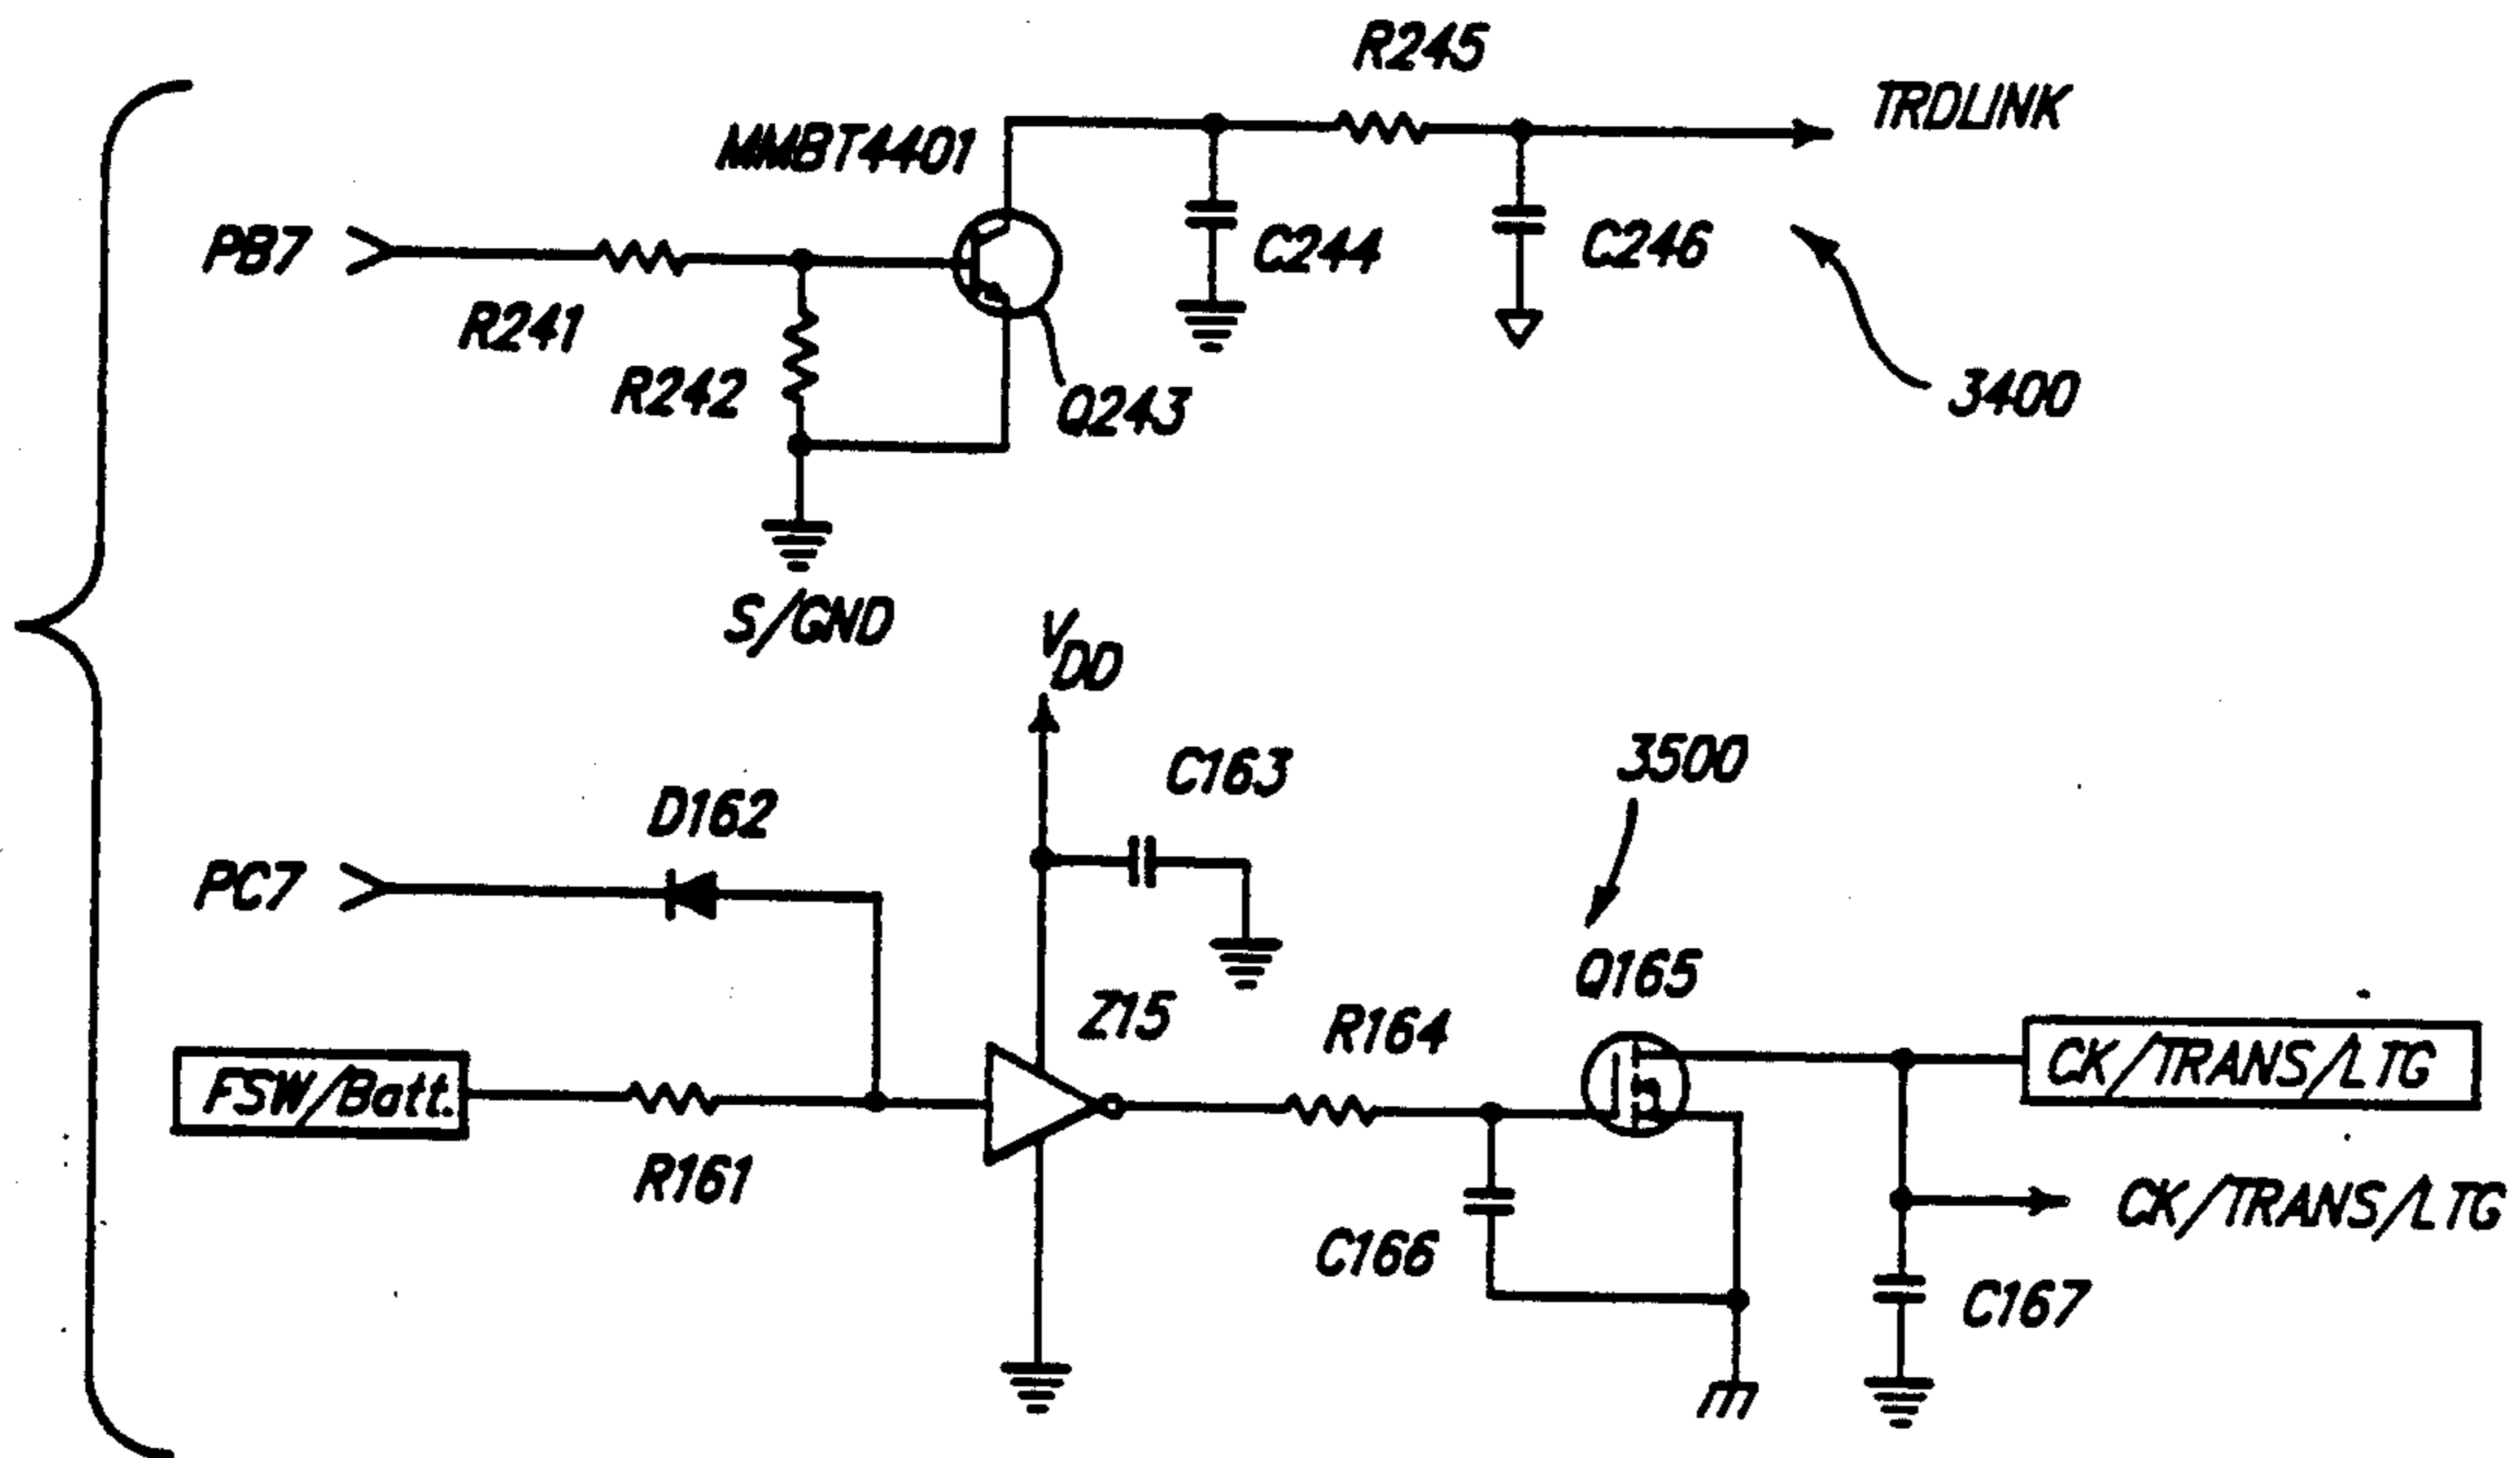 R245
TRDLINK
MMBT4401
PB7
C244
C246
R241
R242
Q243
3400
S/GND
VDD
C163
3500
D162
PC7
Z15
R164
Q165
FSW/Batt.
CK/TRANS/LTG
R161
C166
CK/TRANS/LTG
C167